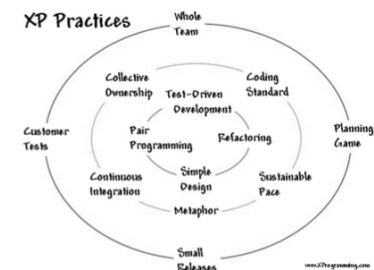 XP Practices
Whole
Team
Collective
Ownership
Test-Driven
Development
Coding
Standard
Customer
Tests
Pair
Programming
Refactoring
Planning
Game
Continuous
Integration
Simple
Design
Sustainable
Pace
Metaphor
Small
Releases
www.XProgramming.com